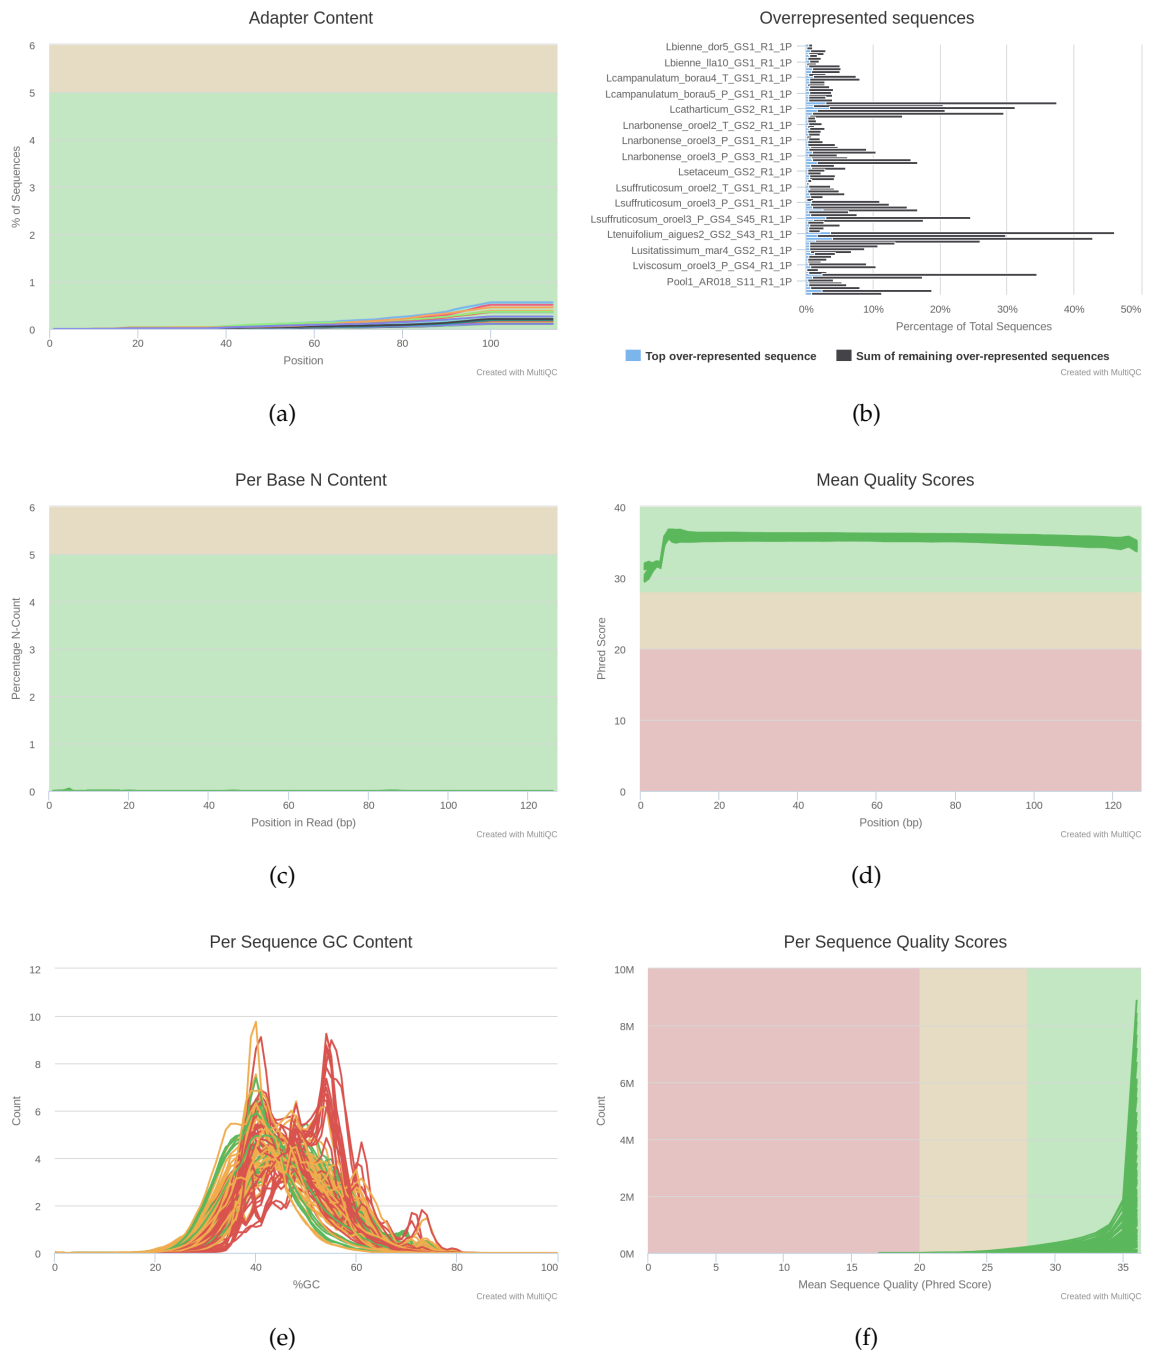 Adapter Content
6
5
4
3
2
1
0
% of Sequences
0 20 40 60 80 100
Position
Created with MultiQC
(a)
Overrepresented sequences
Lbienne_dor5_GS1_R1_1P
Lbienne_lla10_GS1_R1_1P
Lcampanulatum_borau4_T_GS1_R1_1P
Lcampanulatum_borau5_P_GS1_R1_1P
Lcatharticum_GS2_R1_1P
Lnarbonense_oroel2_T_GS2_R1_1P
Lnarbonense_oroel3_P_GS1_R1_1P
Lnarbonense_oroel3_P_GS3_R1_1P
Lsetaceum_GS2_R1_1P
Lsuffruticosum_oroel2_T_GS1_R1_1P
Lsuffruticosum_oroel3_P_GS1_R1_1P
Lsuffruticosum_oroel3_P_GS4_S45_R1_1P
Ltenuifolium_aigues2_GS2_S43_R1_1P
Lusitatissimum_mar4_GS2_R1_1P
Lviscosum_oroel3_P_GS4_R1_1P
Pool1_AR018_S11_R1_1P
0% 10% 20% 30% 40% 50%
Percentage of Total Sequences
Top over-represented sequence Sum of remaining over-represented sequences
Created with MultiQC
(b)
Per Base N Content
6
5
4
3
2
1
0
Percentage N-Count
0 20 40 60 80 100 120
Position in Read (bp)
Created with MultiQC
(c)
Mean Quality Scores
40
30
20
10
0
Phred Score
0 20 40 60 80 100 120
Position (bp)
Created with MultiQC
(d)
Per Sequence GC Content
12
10
8
6
4
2
0
Count
0 20 40 60 80 100
%GC
Created with MultiQC
(e)
Per Sequence Quality Scores
10M
8M
6M
4M
2M
0M
Count
0 5 10 15 20 25 30 35
Mean Sequence Quality (Phred Score)
Created with MultiQC
(f)